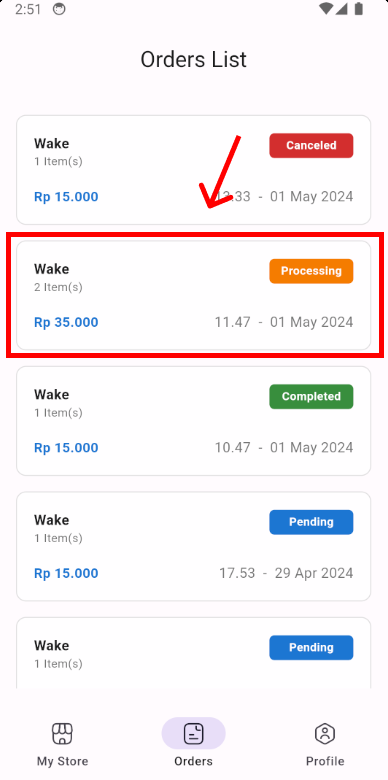 2:51
Orders List
Wake
Canceled
1 Item(s)
Rp 15.000
13.33 - 01 May 2024
Wake
Processing
2 Item(s)
Rp 35.000
11.47 - 01 May 2024
Wake
Completed
1 Item(s)
Rp 15.000
10.47 - 01 May 2024
Wake
Pending
1 Item(s)
Rp 15.000
17.53 - 29 Apr 2024
Wake
Pending
1 Item(s)
My Store
Orders
Profile